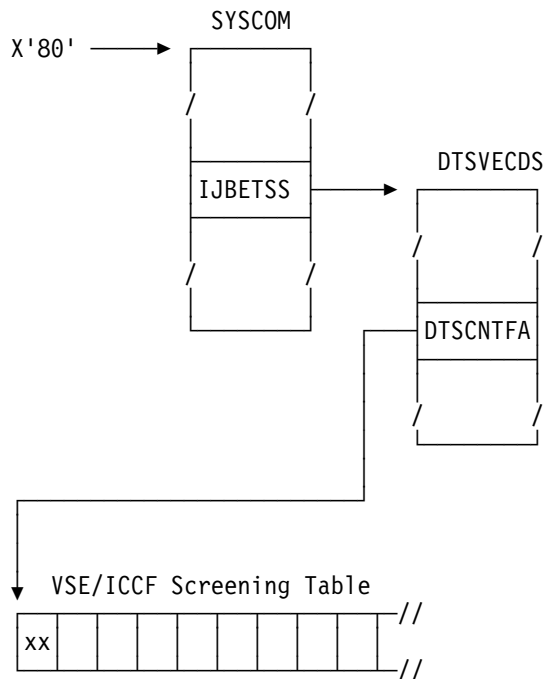 SYSCOM
X'80'
DTSVECDS
IJBETSS
DTSCNTFA
VSE/ICCF Screening Table
xx